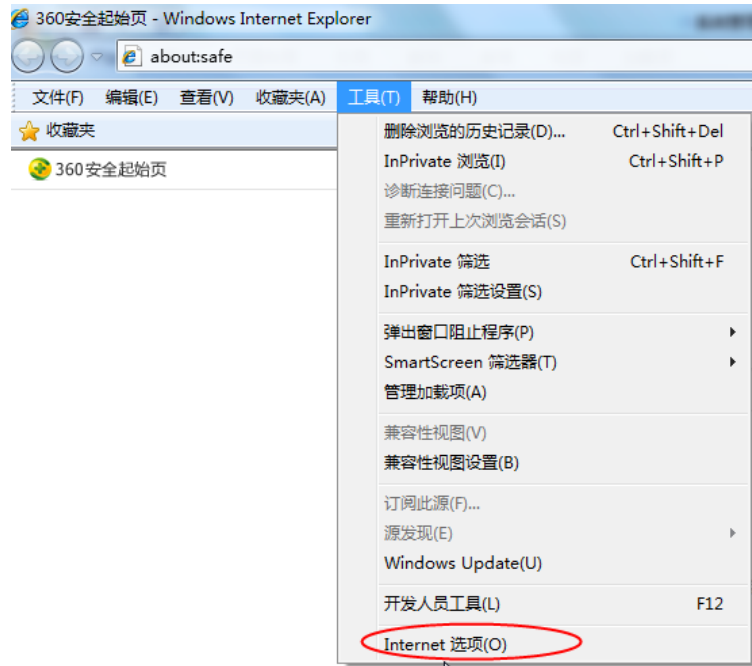 360安全起始页 - Windows Internet Explorer
about:safe
文件(F) 编辑(E) 查看(V) 收藏夹(A) 工具(T) 帮助(H)
收藏夹
360安全起始页
删除浏览的历史记录(D)... Ctrl+Shift+Del
InPrivate 浏览(I) Ctrl+Shift+P
诊断连接问题(C)...
重新打开上次浏览会话(S)
InPrivate 筛选 Ctrl+Shift+F
InPrivate 筛选设置(S)
弹出窗口阻止程序(P)
SmartScreen 筛选器(T)
管理加载项(A)
兼容性视图(V)
兼容性视图设置(B)
订阅此源(F)...
源发现(E)
Windows Update(U)
开发人员工具(L) F12
Internet 选项(O)